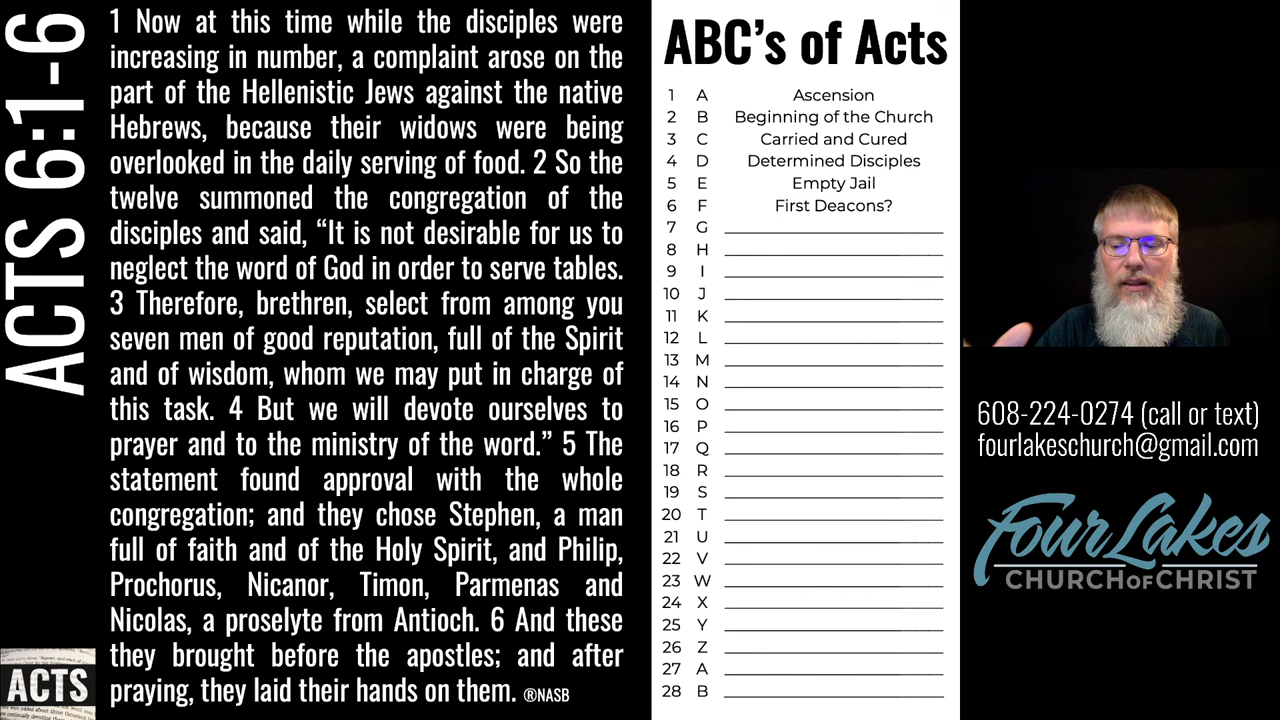 ACTS 6:1-6
1 Now at this time while the disciples were
increasing in number, a complaint arose on the
part of the Hellenistic Jews against the native
Hebrews, because their widows were being
overlooked in the daily serving of food. 2 So the
twelve summoned the congregation of the
disciples and said, “It is not desirable for us to
neglect the word of God in order to serve tables.
3 Therefore, brethren, select from among you
seven men of good reputation, full of the Spirit
and of wisdom, whom we may put in charge of
this task. 4 But we will devote ourselves to
prayer and to the ministry of the word.” 5 The
statement found approval with the whole
congregation; and they chose Stephen, a man
full of faith and of the Holy Spirit, and Philip,
Prochorus, Nicanor, Timon, Parmenas and
Nicolas, a proselyte from Antioch. 6 And these
they brought before the apostles; and after
praying, they laid their hands on them. ®NASB
ACTS
ABC’s of Acts
1 A Ascension
2 B Beginning of the Church
3 C Carried and Cured
4 D Determined Disciples
5 E Empty Jail
6 F First Deacons?
7 G
8 H
9 I
10 J
11 K
12 L
13 M
14 N
15 O
16 P
17 Q
18 R
19 S
20 T
21 U
22 V
23 W
24 X
25 Y
26 Z
27 A
28 B
608-224-0274 (call or text)
fourlakeschurch@gmail.com
Four Lakes
CHURCH OF CHRIST